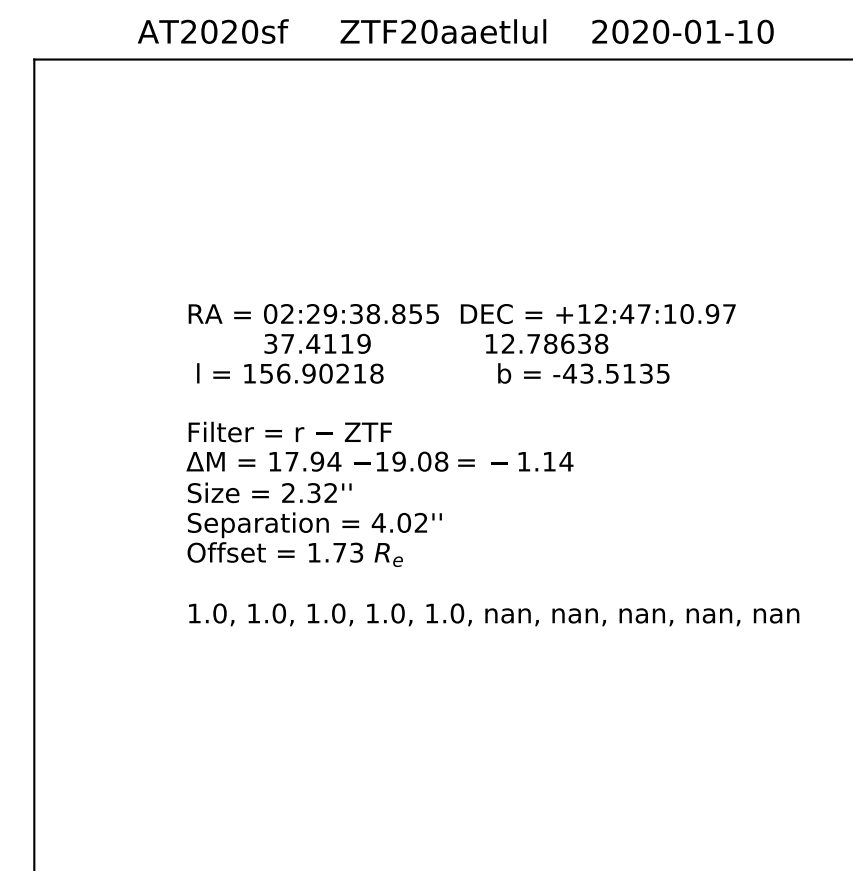 AT2020sf ZTF20aaetlul 2020-01-10
RA = 02:29:38.855 DEC = +12:47:10.97
37.4119 12.78638
l = 156.90218 b = -43.5135
Filter = r − ZTF
ΔM = 17.94 −19.08 = − 1.14
Size = 2.32''
Separation = 4.02''
Offset = 1.73 Rₑ
1.0, 1.0, 1.0, 1.0, 1.0, nan, nan, nan, nan, nan